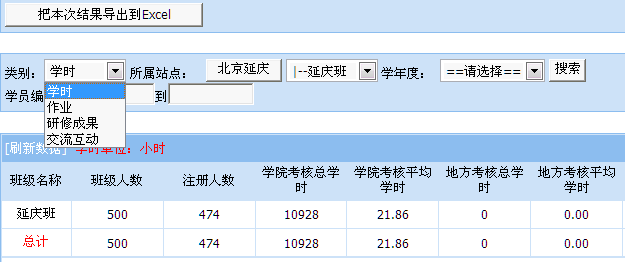 把本次结果导出到Excel
类别： 学时 所属站点： 北京延庆 |--延庆班 学年度： ==请选择== 搜索
学员编 到
学时
作业
研修成果
交流互动
[刷新数据] 学时单位：小时
班级名称 班级人数 注册人数 学院考核总学时 学院考核平均学时 地方考核总学时 地方考核平均学时
延庆班 500 474 10928 21.86 0 0.00
总计 500 474 10928 21.86 0 0.00